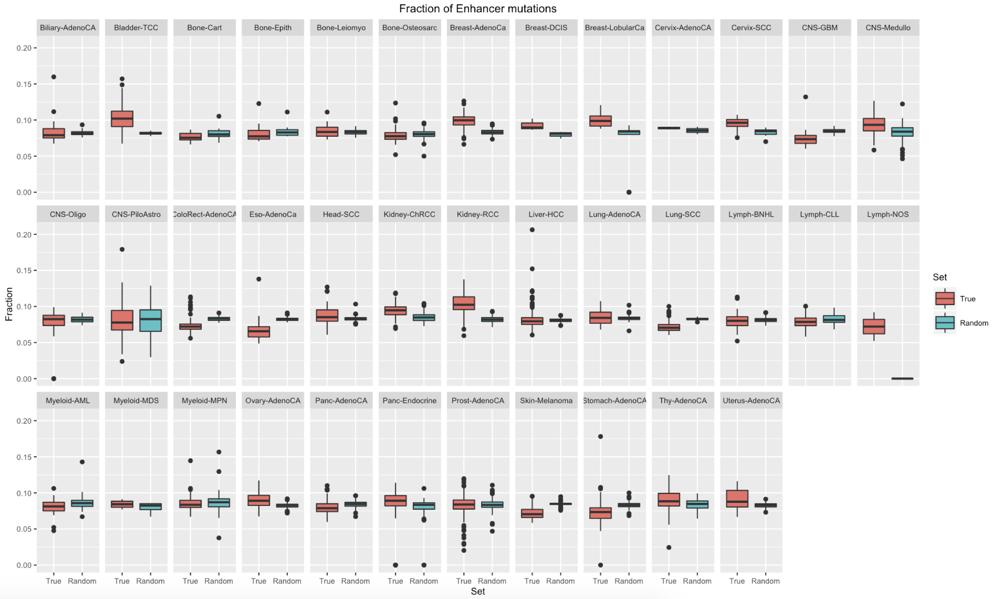 Fraction of Enhancer mutations
Biliary-AdenoCA Bladder-TCC Bone-Cart Bone-Epith Bone-Leiomyo Bone-Osteosarc Breast-AdenoCa Breast-DCIS Breast-LobularCa Cervix-AdenoCA Cervix-SCC CNS-GBM CNS-Medullo
0.20
0.15
0.10
0.05
0.00
CNS-Oligo CNS-PiloAstro ColoRect-AdenoCA Eso-AdenoCa Head-SCC Kidney-ChRCC Kidney-RCC Liver-HCC Lung-AdenoCA Lung-SCC Lymph-BNHL Lymph-CLL Lymph-NOS
0.20
0.15
0.10
0.05
0.00
Fraction
Myeloid-AML Myeloid-MDS Myeloid-MPN Ovary-AdenoCA Panc-AdenoCA Panc-Endocrine Prost-AdenoCA Skin-Melanoma Stomach-AdenoCA Thy-AdenoCA Uterus-AdenoCA
0.20
0.15
0.10
0.05
0.00
True Random True Random True Random True Random True Random True Random True Random True Random True Random True Random True Random
Set
Set
True
Random